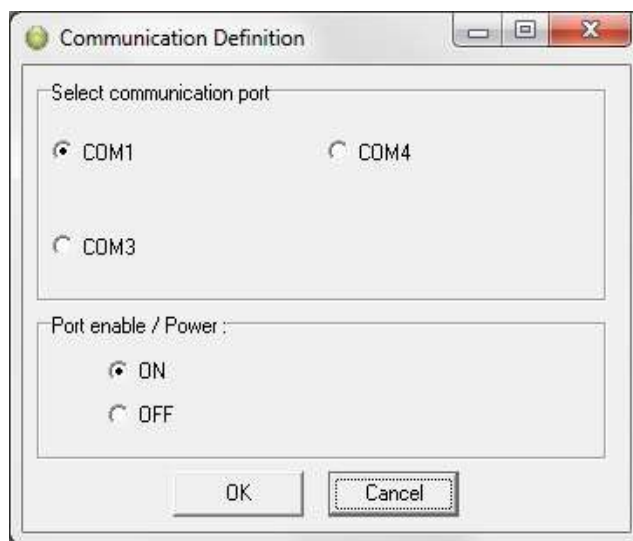 Communication Definition
Select communication port
COM1 COM4
COM3
Port enable / Power :
ON
OFF
OK Cancel